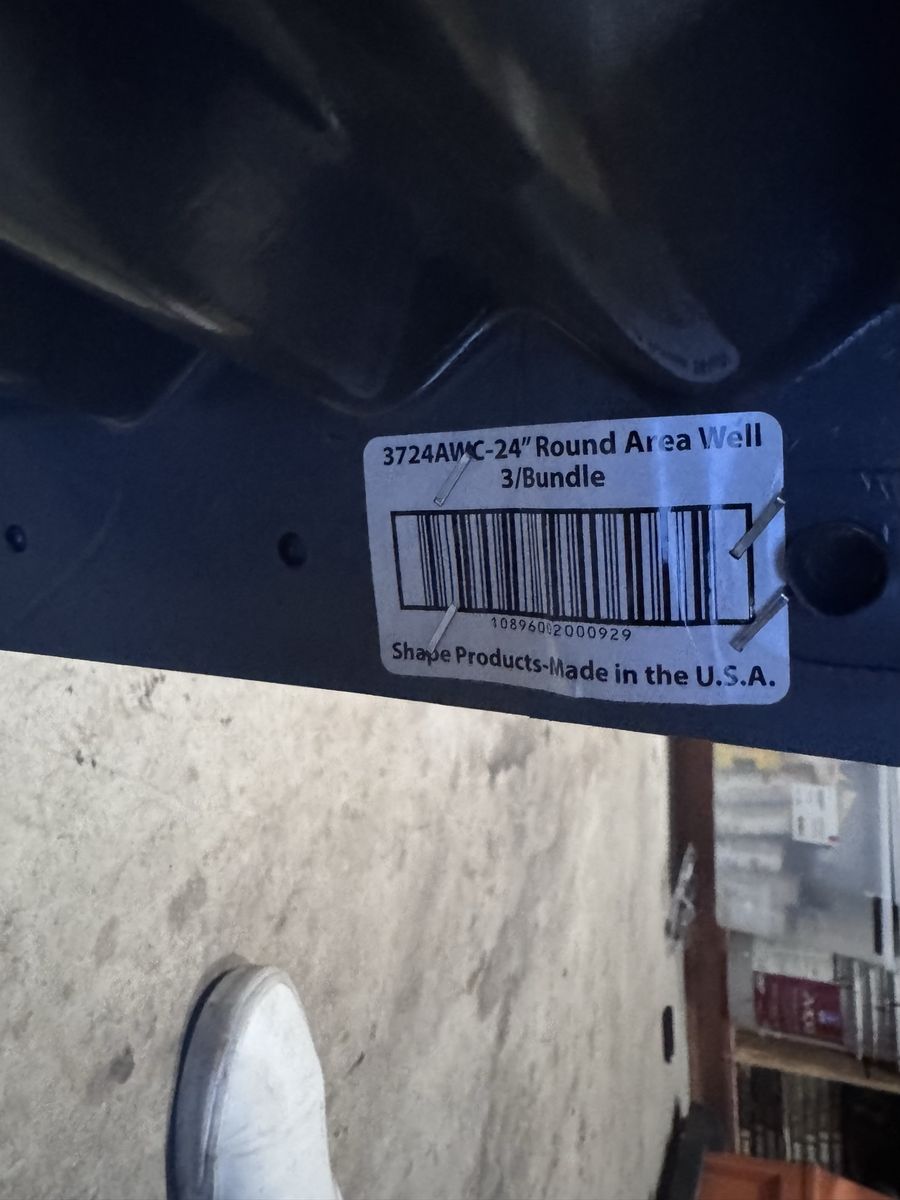 3724AWC-24” Round Area Well
3/Bundle
10896002000929
Shape Products-Made in the U.S.A.